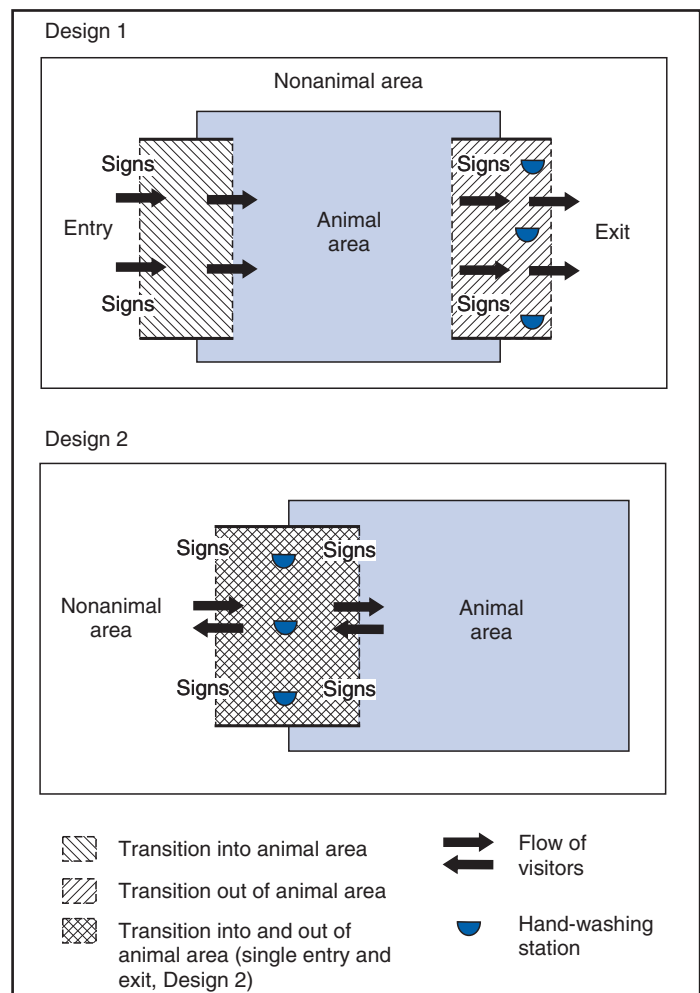 Design 1
Nonanimal area
Signs
Signs
Entry
Animal
area
Exit
Signs
Signs
Design 2
Signs
Signs
Nonanimal
area
Animal
area
Signs
Signs
Transition into animal area
Transition out of animal area
Transition into and out of
animal area (single entry and
exit, Design 2)
Flow of
visitors
Hand-washing
station